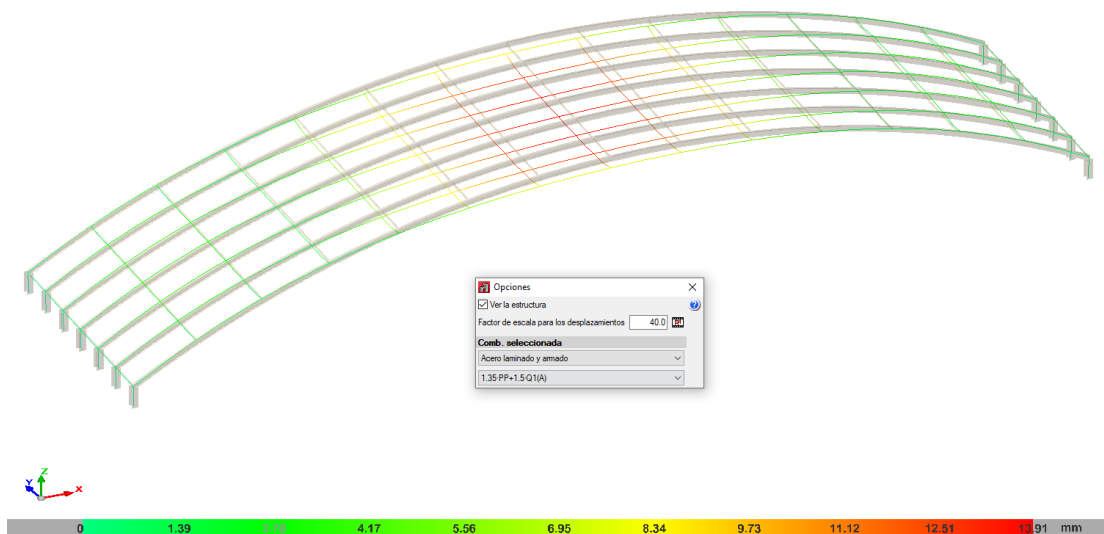 Opciones
Ver la estructura
Factor de escala para los desplazamientos 40.0
Comb. seleccionada
Acero laminado y armado
1.35·PP+1.5·Q1(A)
Z
Y
X
0 1.39 2.78 4.17 5.56 6.95 8.34 9.73 11.12 12.51 13.91 mm